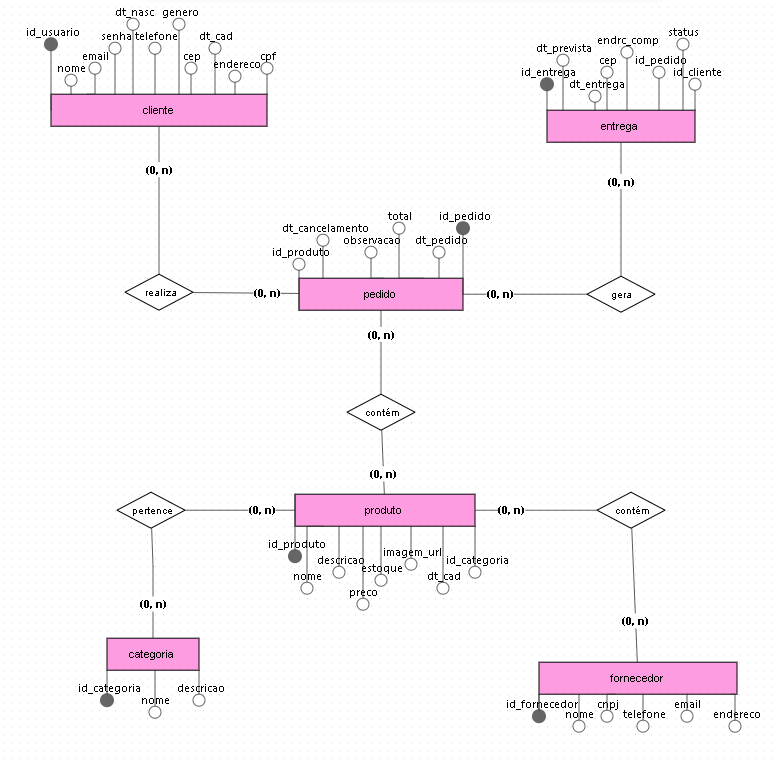 dt_nasc genero
id_usuario senha telefone dt_cad
email cep endereco cpf
nome
cliente
(0, n)
realiza
(0, n)
status
dt_prevista endrc_comp
id_entrega cep id_pedido id_cliente
dt_entrega
entrega
(0, n)
gera
(0, n)
total id_pedido
dt_cancelamento
observacao dt_pedido
id_produto
pedido
(0, n)
contém
(0, n)
pertence
(0, n)
produto
(0, n)
contém
id_produto
descricao imagem_url id_categoria
nome estoque dt_cad
preco
(0, n)
categoria
id_categoria descricao
nome
(0, n)
fornecedor
id_fornecedor cnpj email
nome telefone endereco